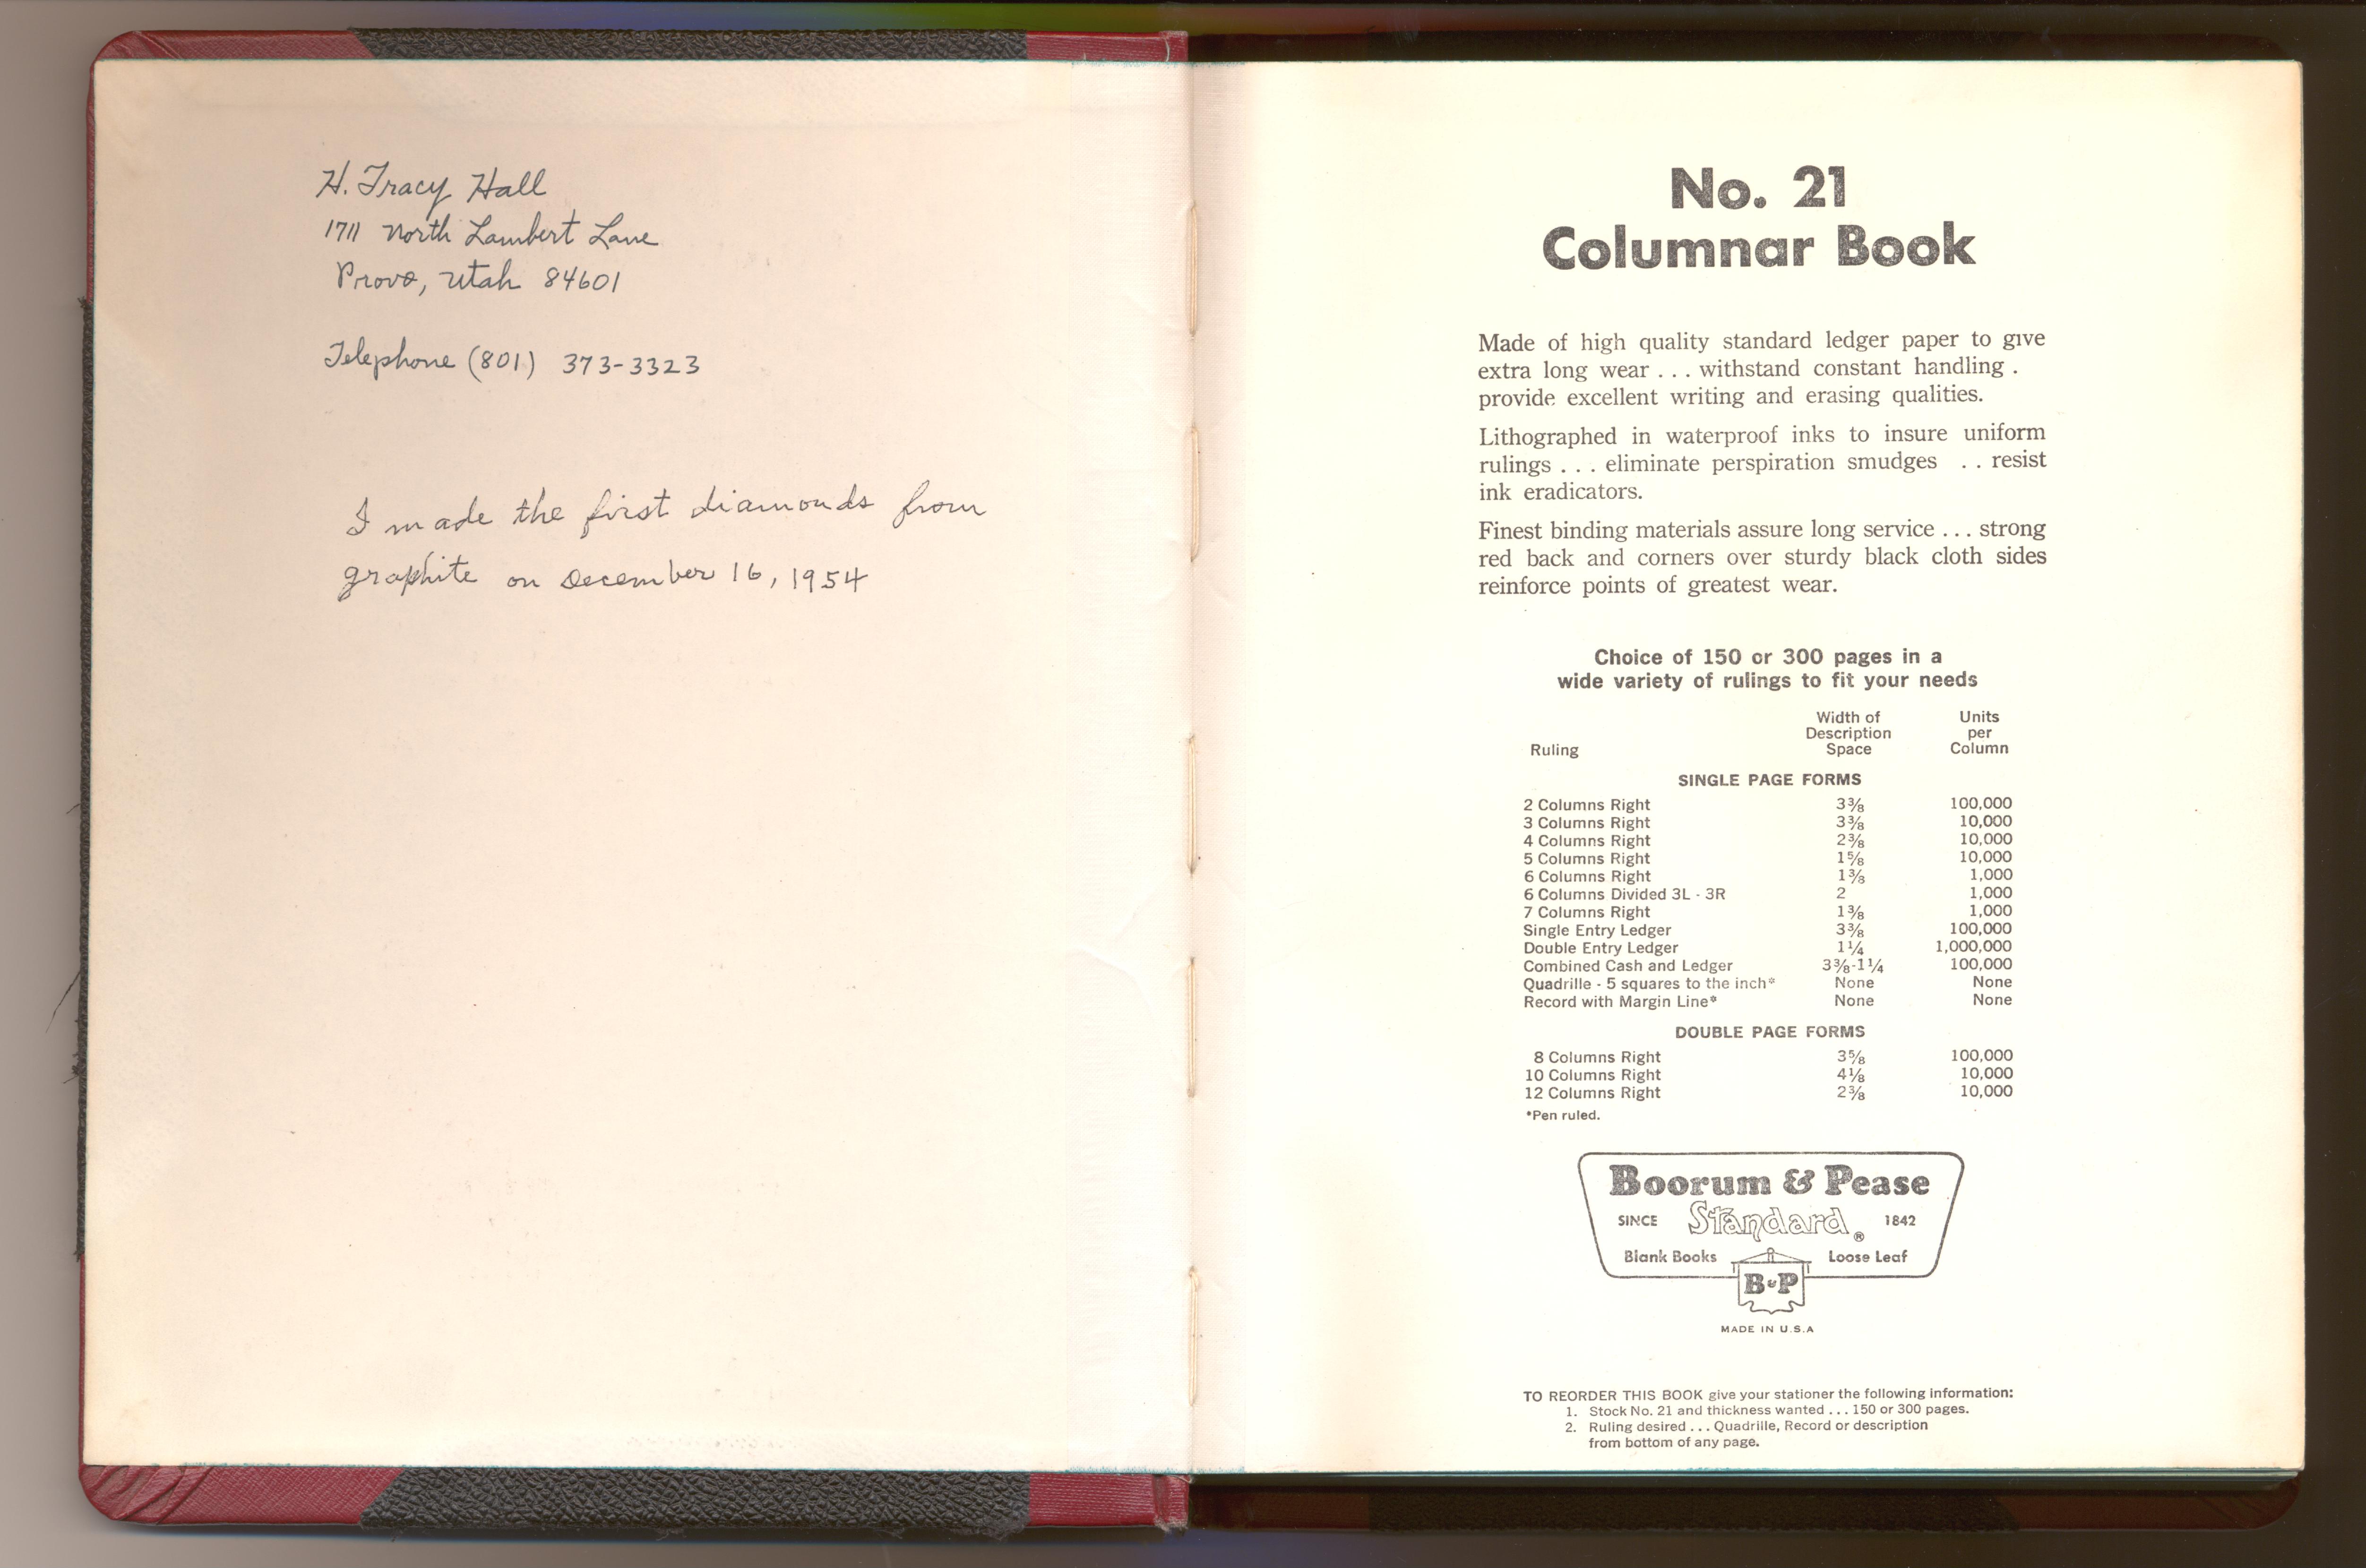 H. Tracy Hall
1711 North Lambert Lane
Provo, Utah 84601
Telephone (801) 373-3323
I made the first diamonds from
graphite on December 16, 1954
No. 21
Columnar Book
Made of high quality standard ledger paper to give
extra long wear . . . withstand constant handling .
provide excellent writing and erasing qualities.
Lithographed in waterproof inks to insure uniform
rulings . . . eliminate perspiration smudges . . resist
ink eradicators.
Finest binding materials assure long service . . . strong
red back and corners over sturdy black cloth sides
reinforce points of greatest wear.
Choice of 150 or 300 pages in a
wide variety of rulings to fit your needs
Ruling Width of Description Space Units per Column
SINGLE PAGE FORMS
2 Columns Right 3⅜ 100,000
3 Columns Right 3⅜ 10,000
4 Columns Right 2⅜ 10,000
5 Columns Right 1⅝ 10,000
6 Columns Right 1⅜ 1,000
6 Columns Divided 3L - 3R 2 1,000
7 Columns Right 1⅜ 1,000
Single Entry Ledger 3⅜ 100,000
Double Entry Ledger 1¼ 1,000,000
Combined Cash and Ledger 3⅜-1¼ 100,000
Quadrille - 5 squares to the inch* None None
Record with Margin Line* None None
DOUBLE PAGE FORMS
8 Columns Right 3⅝ 100,000
10 Columns Right 4⅛ 10,000
12 Columns Right 2⅜ 10,000
*Pen ruled.
Boorum & Pease
SINCE Standard® 1842
Blank Books Loose Leaf
B&P
MADE IN U.S.A
TO REORDER THIS BOOK give your stationer the following information:
1. Stock No. 21 and thickness wanted . . . 150 or 300 pages.
2. Ruling desired . . . Quadrille, Record or description
from bottom of any page.